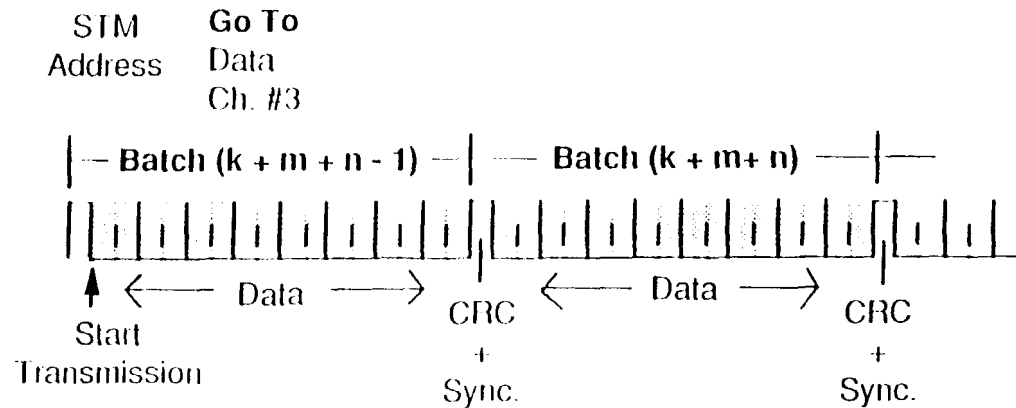 STM Go To
Address Data
Ch. #3
Batch (k + m + n - 1) Batch (k + m+ n)
Data Data
Start CRC CRC
Transmission + +
Sync. Sync.